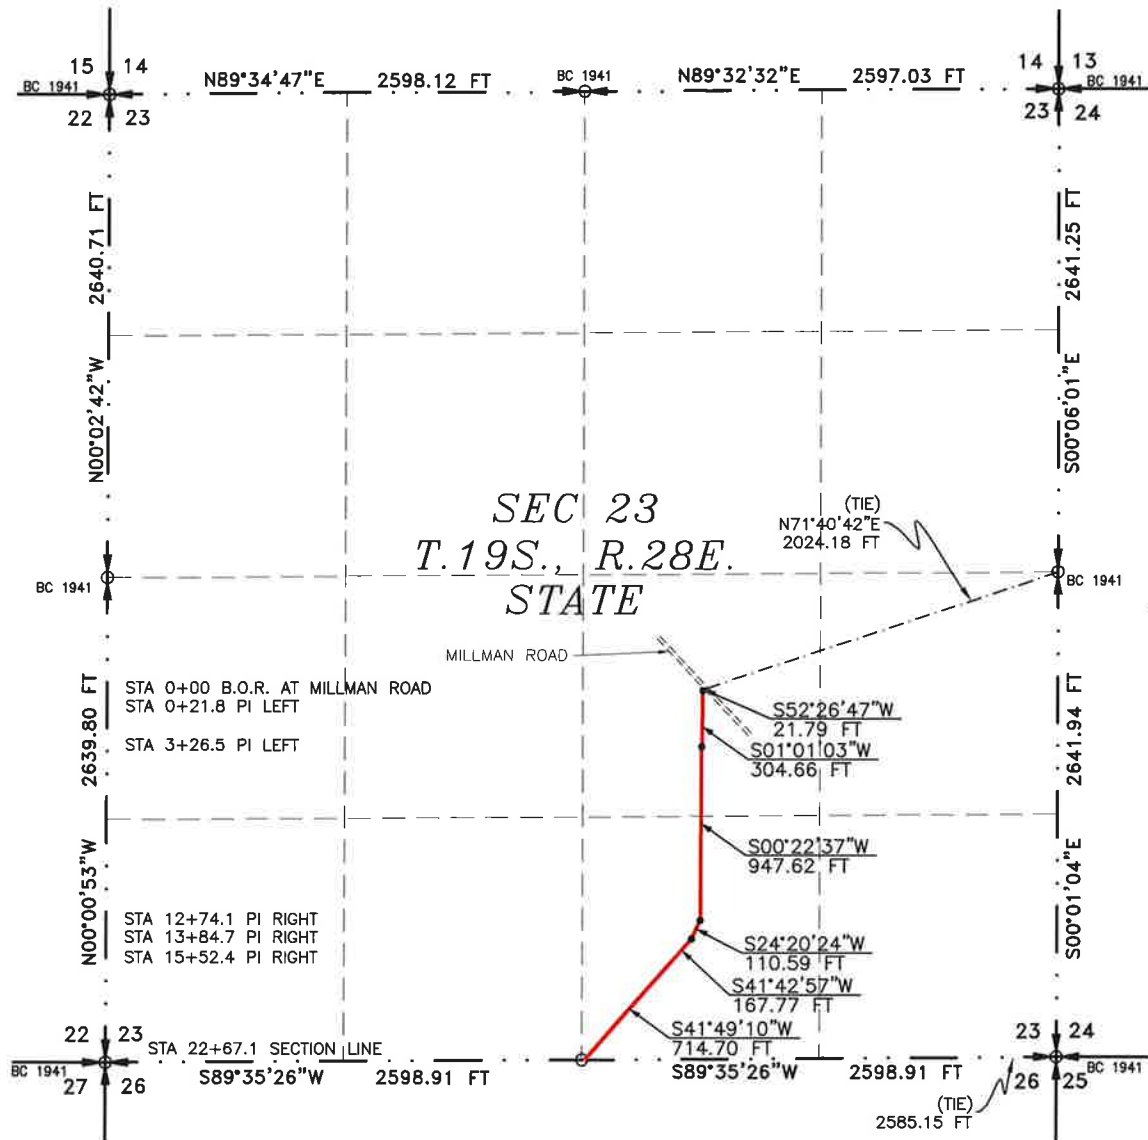 15 14
BC 1941
22 23
N89°34'47"E 2598.12 FT
BC 1941
N89°32'32"E 2597.03 FT
14 13
BC 1941
23 24
2640.71 FT
N00°02'42"W
2641.25 FT
S00°06'01"E
SEC 23
T.19S., R.28E.
STATE
(TIE)
N71°40'42"E
2024.18 FT
BC 1941
BC 1941
MILLMAN ROAD
STA 0+00 B.O.R. AT MILLMAN ROAD
STA 0+21.8 PI LEFT
STA 3+26.5 PI LEFT
S52°26'47"W
21.79 FT
S01°01'03"W
304.66 FT
2639.80 FT
N00°00'53"W
2641.94 FT
S00°01'04"E
S00°22'37"W
947.62 FT
STA 12+74.1 PI RIGHT
STA 13+84.7 PI RIGHT
STA 15+52.4 PI RIGHT
S24°20'24"W
110.59 FT
S41°42'57"W
167.77 FT
S41°49'10"W
714.70 FT
22 23
STA 22+67.1 SECTION LINE
BC 1941
27 26
S89°35'26"W 2598.91 FT
S89°35'26"W 2598.91 FT
23 24
BC 1941
26 25
(TIE)
2585.15 FT